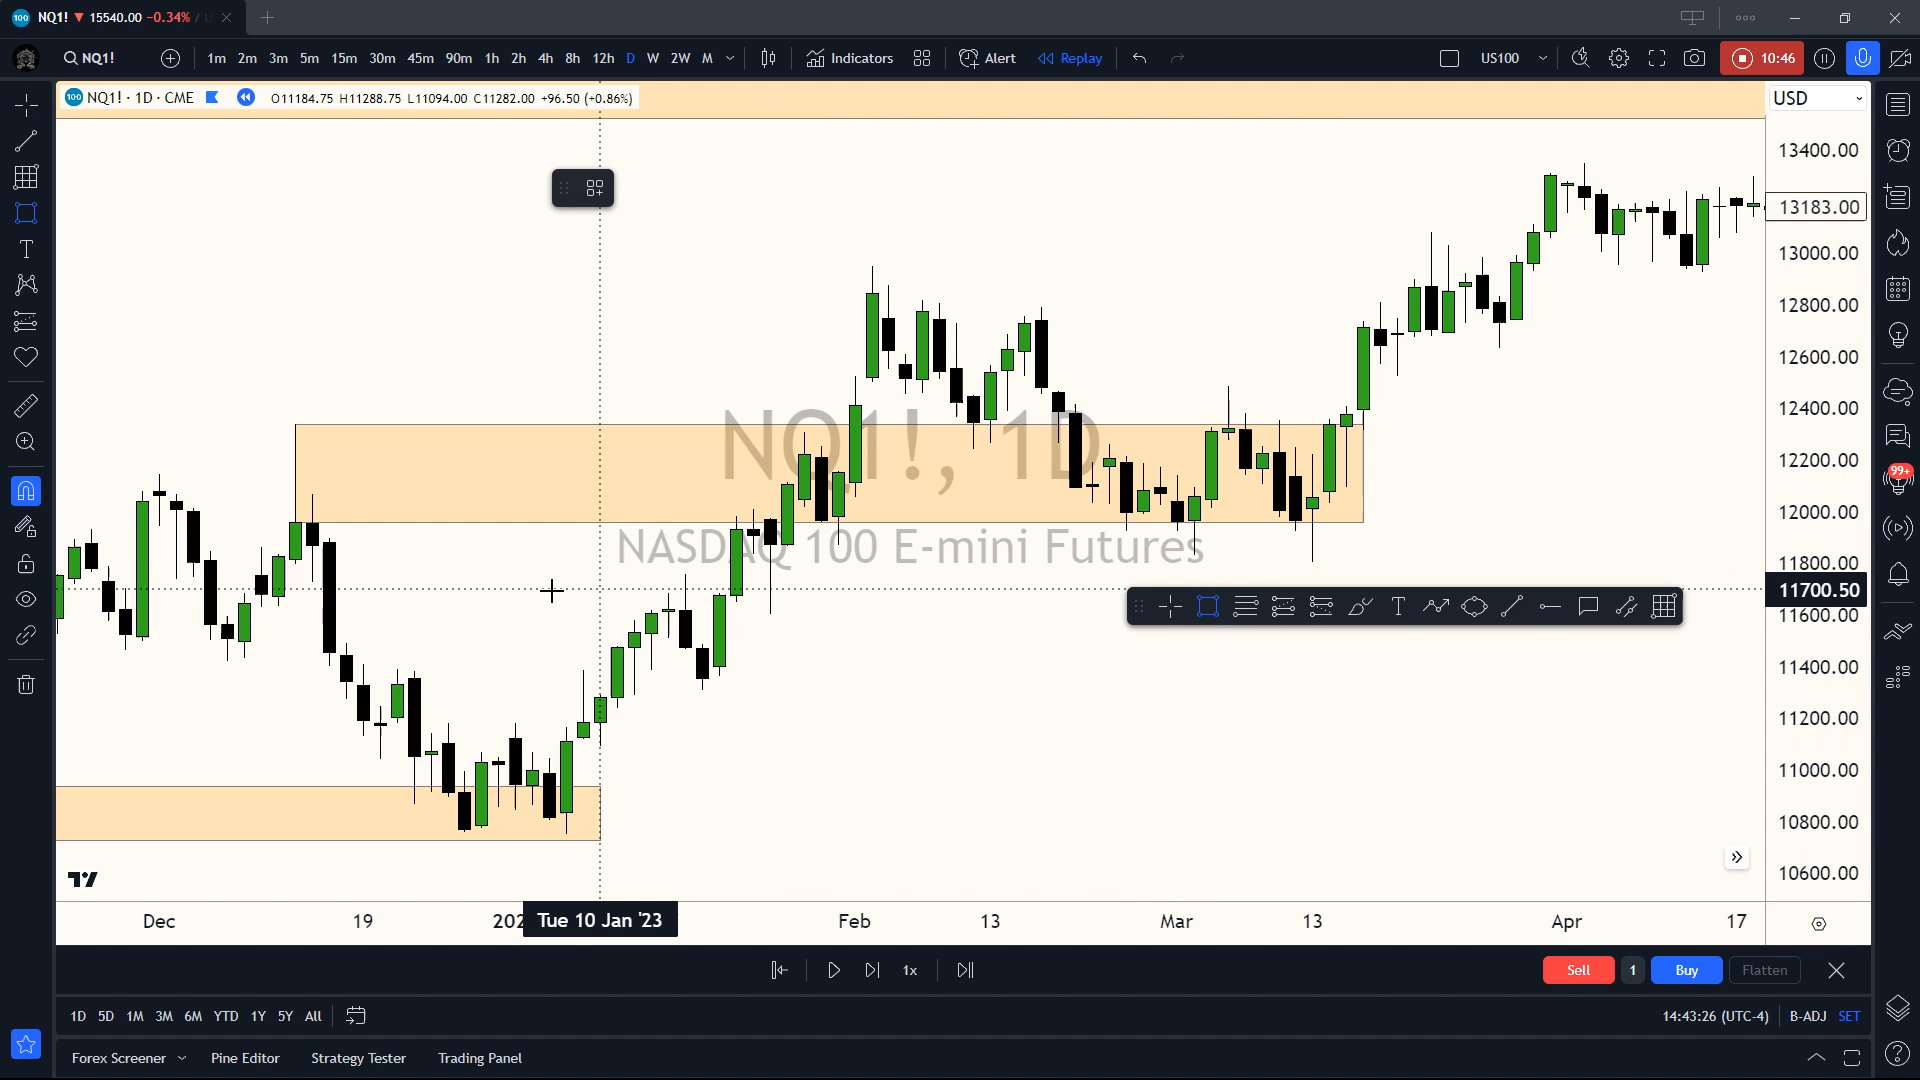 100 NQ1! ▼ 15540.00 −0.34% / U
NQ1! 1m 2m 3m 5m 15m 30m 45m 90m 1h 2h 4h 8h 12h D W 2W M Indicators Alert Replay US100 10:46
100 NQ1! · 1D · CME O11184.75 H11288.75 L11094.00 C11282.00 +96.50 (+0.86%)
USD
13400.00
13183.00
13000.00
12800.00
12600.00
12400.00
12200.00
12000.00
11800.00
11700.50
11600.00
11400.00
11200.00
11000.00
10800.00
10600.00
NQ1!, 1D
NASDAQ 100 E-mini Futures
99+
Dec 19 202 Tue 10 Jan '23 Feb 13 Mar 13 Apr 17
1x
Sell 1 Buy Flatten
1D 5D 1M 3M 6M YTD 1Y 5Y All
14:43:26 (UTC-4) B-ADJ SET
Forex Screener Pine Editor Strategy Tester Trading Panel